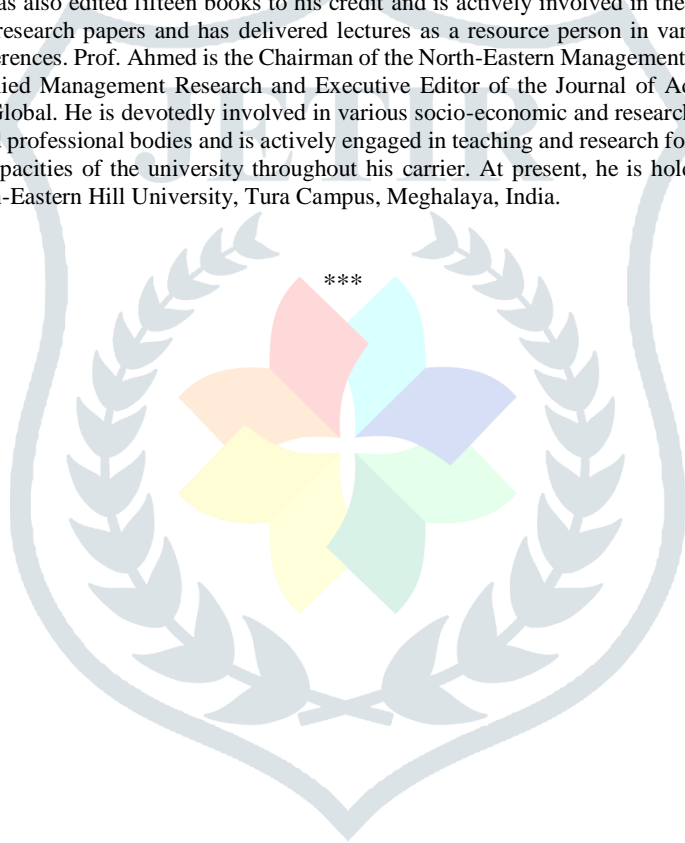 as also edited fifteen books to his credit and is actively involved in the
research papers and has delivered lectures as a resource person in var
erences. Prof. Ahmed is the Chairman of the North-Eastern Management
lied Management Research and Executive Editor of the Journal of Ac
Global. He is devotedly involved in various socio-economic and research
l professional bodies and is actively engaged in teaching and research fo
pacities of the university throughout his carrier. At present, he is hold
h-Eastern Hill University, Tura Campus, Meghalaya, India.
JETIR
***